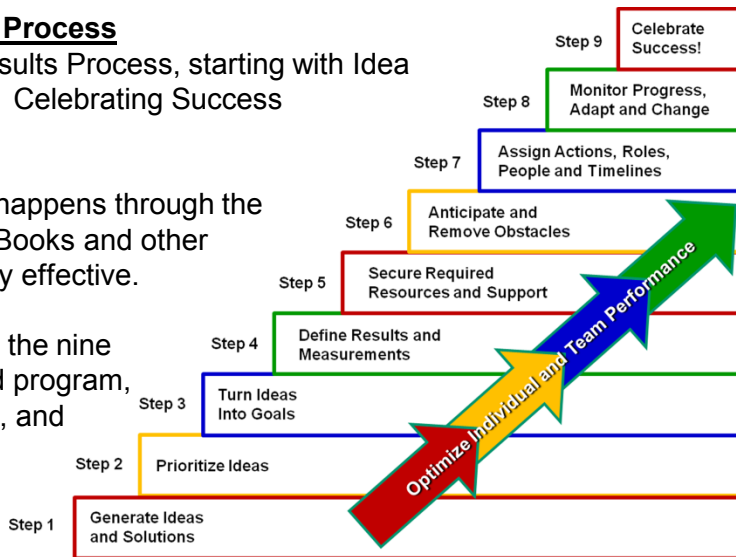 Process
sults Process, starting with Idea
Celebrating Success
happens through the
Books and other
y effective.
the nine
d program,
, and
Step 9
Celebrate
Success!
Step 8
Monitor Progress,
Adapt and Change
Step 7
Assign Actions, Roles,
People and Timelines
Step 6
Anticipate and
Remove Obstacles
Step 5
Secure Required
Resources and Support
Step 4
Define Results and
Measurements
Step 3
Turn Ideas
Into Goals
Step 2
Prioritize Ideas
Step 1
Generate Ideas
and Solutions
Optimize Individual and Team Performance